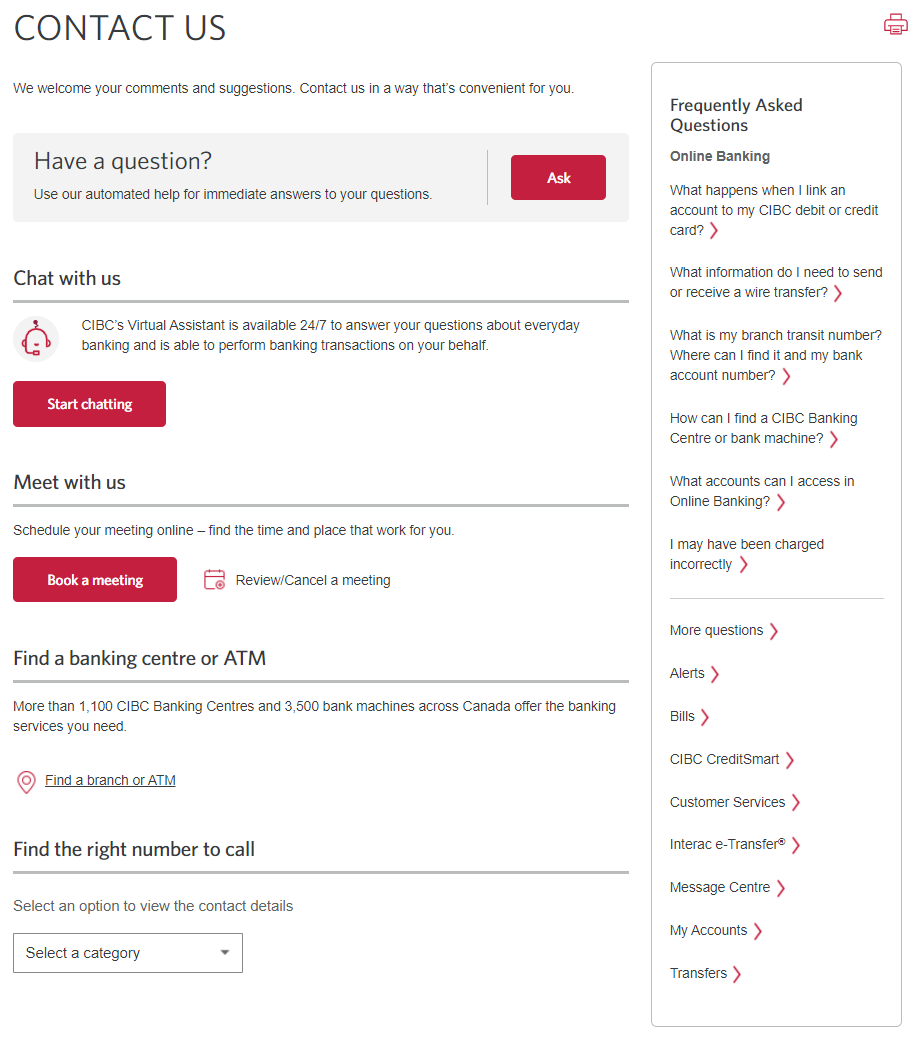 CONTACT US
We welcome your comments and suggestions. Contact us in a way that's convenient for you.
Have a question?
Use our automated help for immediate answers to your questions.
Ask
Chat with us
CIBC's Virtual Assistant is available 24/7 to answer your questions about everyday
banking and is able to perform banking transactions on your behalf.
Start chatting
Meet with us
Schedule your meeting online – find the time and place that work for you.
Book a meeting
Review/Cancel a meeting
Find a banking centre or ATM
More than 1,100 CIBC Banking Centres and 3,500 bank machines across Canada offer the banking
services you need.
Find a branch or ATM
Find the right number to call
Select an option to view the contact details
Select a category
Frequently Asked
Questions
Online Banking
What happens when I link an
account to my CIBC debit or credit
card?
What information do I need to send
or receive a wire transfer?
What is my branch transit number?
Where can I find it and my bank
account number?
How can I find a CIBC Banking
Centre or bank machine?
What accounts can I access in
Online Banking?
I may have been charged
incorrectly
More questions
Alerts
Bills
CIBC CreditSmart
Customer Services
Interac e-Transfer®
Message Centre
My Accounts
Transfers